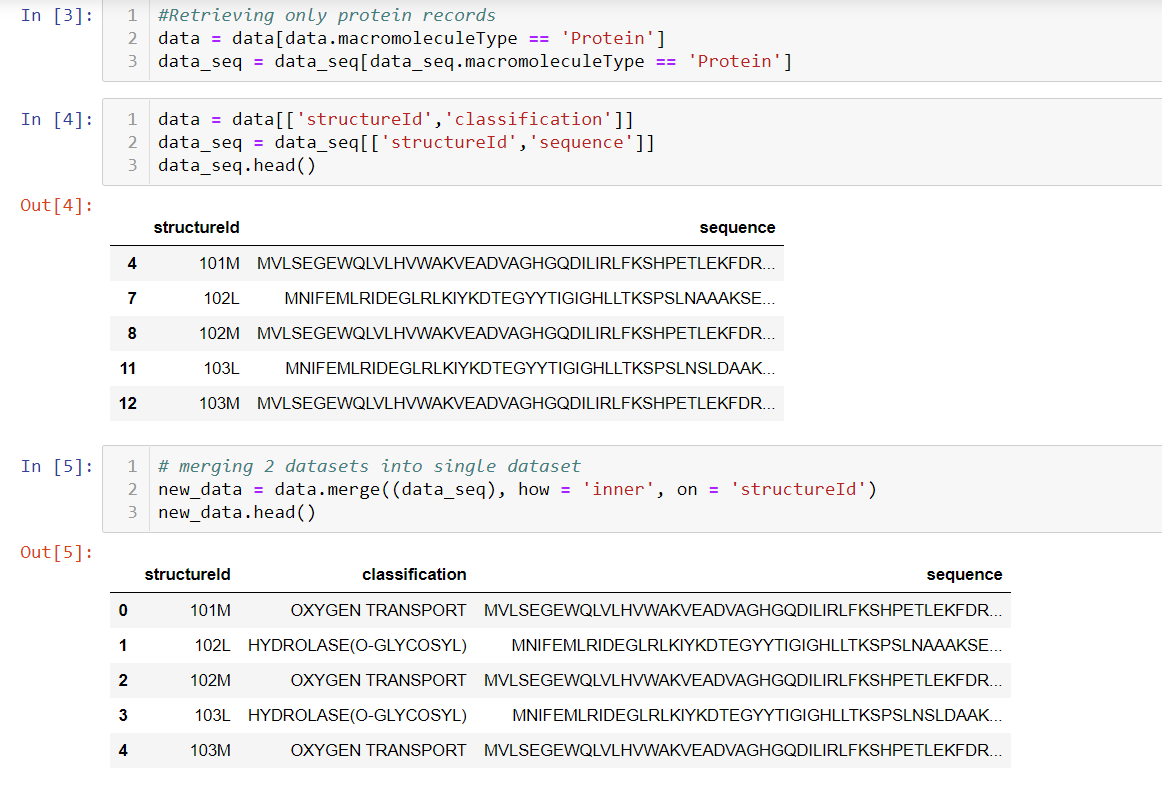 In [3]:
1 #Retrieving only protein records
2 data = data[data.macromoleculeType == 'Protein']
3 data_seq = data_seq[data_seq.macromoleculeType == 'Protein']
In [4]:
1 data = data[['structureId','classification']]
2 data_seq = data_seq[['structureId','sequence']]
3 data_seq.head()
Out[4]:
structureId sequence
4 101M MVLSEGEWQLVLHVWAKVEADVAGHGQDILIRLFKSHPETLEKFDR...
7 102L MNIFEMLRIDEGLRLKIYKDTEGYYTIGIGHLLTKSPSLNAAAKSE...
8 102M MVLSEGEWQLVLHVWAKVEADVAGHGQDILIRLFKSHPETLEKFDR...
11 103L MNIFEMLRIDEGLRLKIYKDTEGYYTIGIGHLLTKSPSLNSLDAAK...
12 103M MVLSEGEWQLVLHVWAKVEADVAGHGQDILIRLFKSHPETLEKFDR...
In [5]:
1 # merging 2 datasets into single dataset
2 new_data = data.merge((data_seq), how = 'inner', on = 'structureId')
3 new_data.head()
Out[5]:
structureId classification sequence
0 101M OXYGEN TRANSPORT MVLSEGEWQLVLHVWAKVEADVAGHGQDILIRLFKSHPETLEKFDR...
1 102L HYDROLASE(O-GLYCOSYL) MNIFEMLRIDEGLRLKIYKDTEGYYTIGIGHLLTKSPSLNAAAKSE...
2 102M OXYGEN TRANSPORT MVLSEGEWQLVLHVWAKVEADVAGHGQDILIRLFKSHPETLEKFDR...
3 103L HYDROLASE(O-GLYCOSYL) MNIFEMLRIDEGLRLKIYKDTEGYYTIGIGHLLTKSPSLNSLDAAK...
4 103M OXYGEN TRANSPORT MVLSEGEWQLVLHVWAKVEADVAGHGQDILIRLFKSHPETLEKFDR...